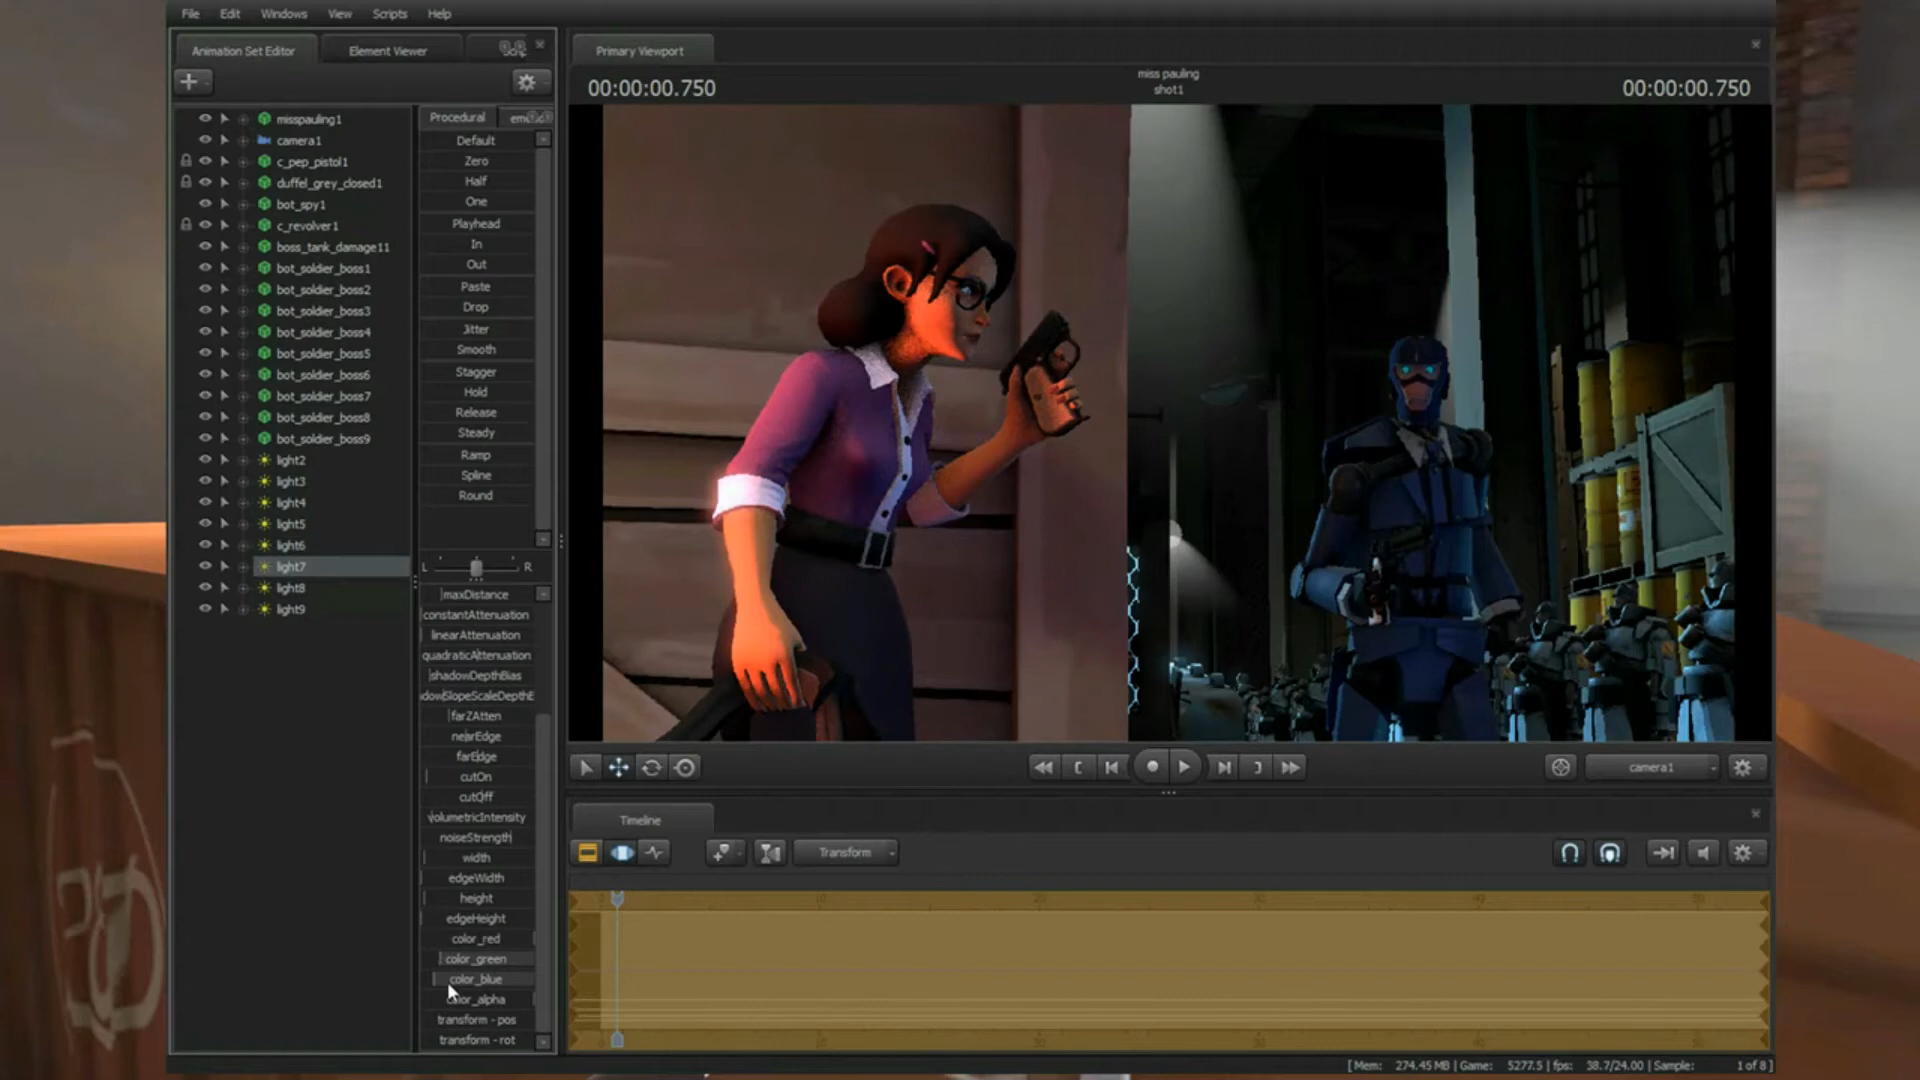 File Edit Windows View Scripts Help
Animation Set Editor Element Viewer
Primary Viewport
00:00:00.750
miss pauling
shot1
00:00:00.750
misspauling1
camera1
c_pep_pistol1
duffel_grey_closed1
bot_spy1
c_revolver1
boss_tank_damage11
bot_soldier_boss1
bot_soldier_boss2
bot_soldier_boss3
bot_soldier_boss4
bot_soldier_boss5
bot_soldier_boss6
bot_soldier_boss7
bot_soldier_boss8
bot_soldier_boss9
light2
light3
light4
light5
light6
light7
light8
light9
Procedural
Default
Zero
Half
One
Playhead
In
Out
Paste
Drop
Jitter
Smooth
Stagger
Hold
Release
Steady
Ramp
Spline
Round
L R
maxDistance
constantAttenuation
linearAttenuation
quadraticAttenuation
shadowDepthBias
dowSlopeScaleDepthE
farZAtten
nearEdge
farEdge
cutOn
cutOff
volumetricIntensity
noiseStrength
width
edgeWidth
height
edgeHeight
color_red
color_green
color_blue
color_alpha
transform - pos
transform - rot
camera1
Timeline
Transform
[ Mem: 274.45 MB | Game: 5277.5 | fps: 38.7/24.00 | Sample: 1 of 8 ]